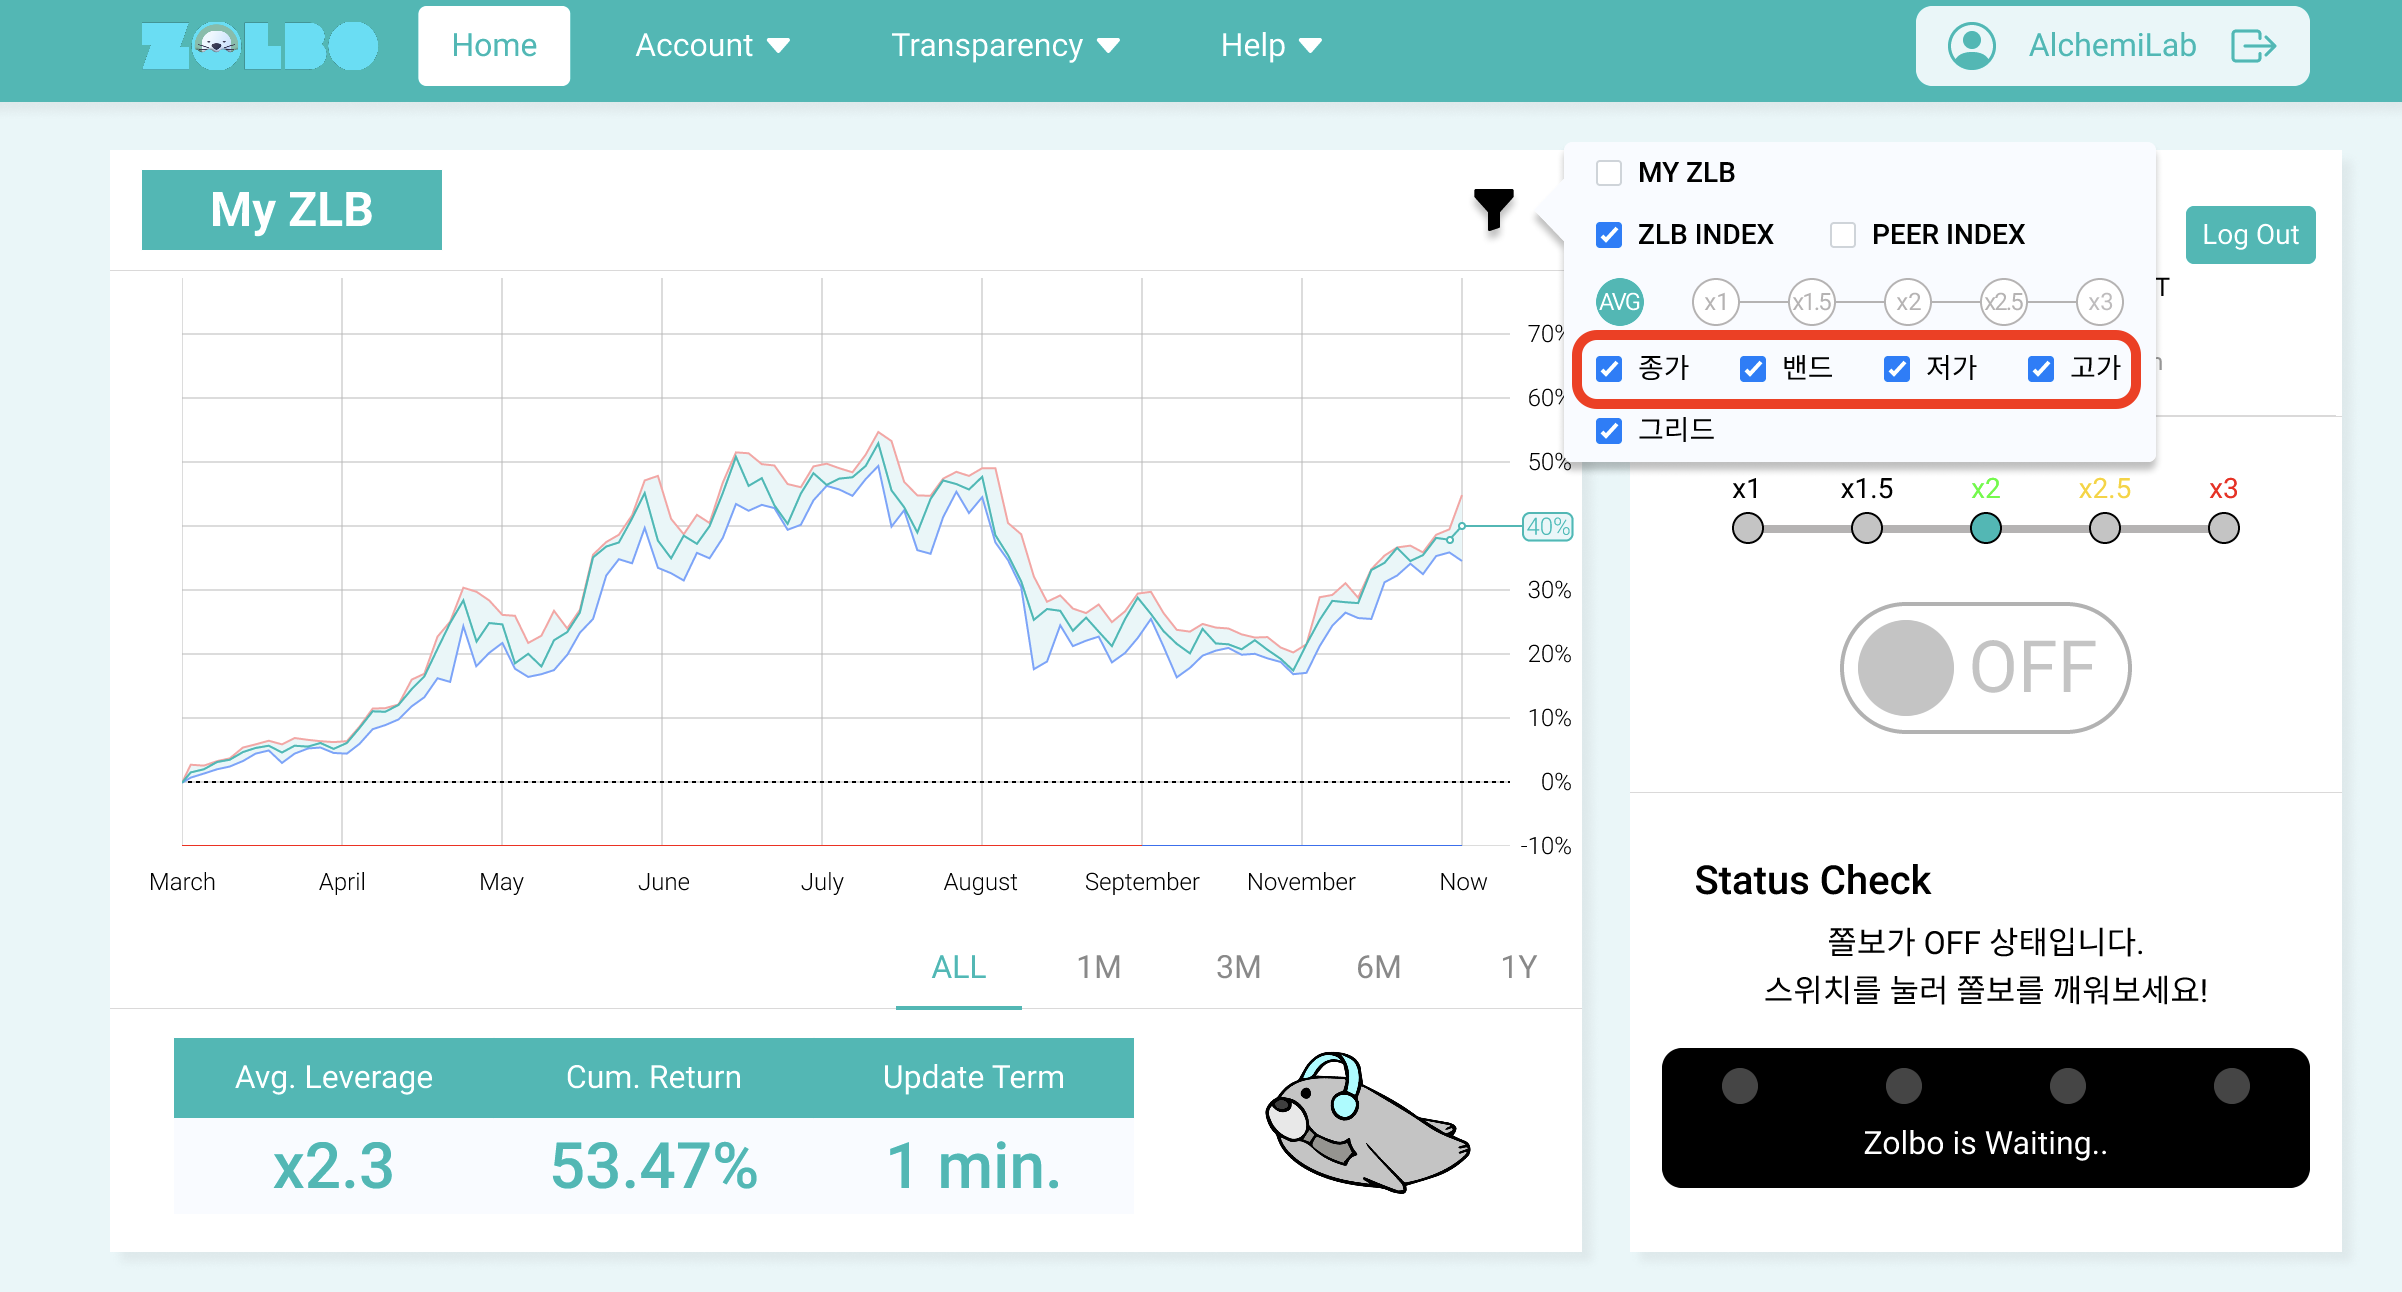 ZOLBO
Home
Account
Transparency
Help
AlchemiLab
My ZLB
MY ZLB
ZLB INDEX
PEER INDEX
AVG
x1
x1.5
x2
x2.5
x3
종가
밴드
저가
고가
그리드
Log Out
T
70%
60%
50%
40%
30%
20%
10%
0%
-10%
March
April
May
June
July
August
September
November
Now
ALL
1M
3M
6M
1Y
Avg. Leverage
Cum. Return
Update Term
x2.3
53.47%
1 min.
x1
x1.5
x2
x2.5
x3
OFF
Status Check
쫄보가 OFF 상태입니다.
스위치를 눌러 쫄보를 깨워보세요!
Zolbo is Waiting..